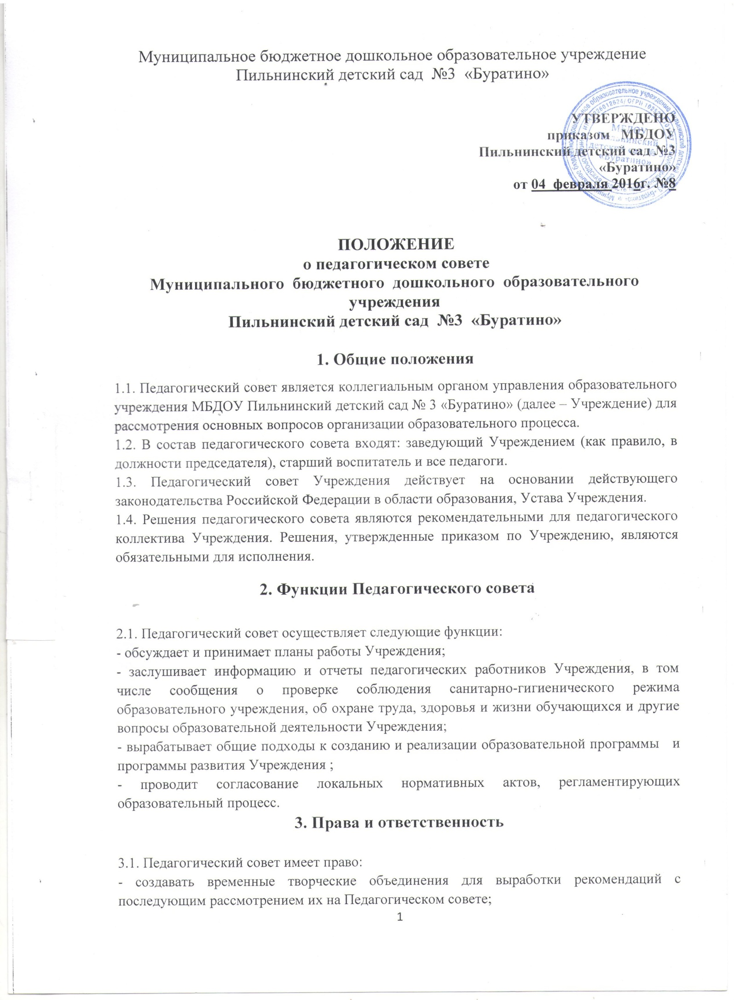 Муниципальное бюджетное дошкольное образовательное учреждение
Пильнинский детский сад №3 «Буратино»
УТВЕРЖДЕНО
приказом МБДОУ
Пильнинский детский сад №3
«Буратино»
от 04 февраля 2016г. №8
МБДОУ
Пильнинский
детский сад № 3
«Буратино»
ПОЛОЖЕНИЕ
о педагогическом совете
Муниципального бюджетного дошкольного образовательного
учреждения
Пильнинский детский сад №3 «Буратино»
1. Общие положения
1.1. Педагогический совет является коллегиальным органом управления образовательного
учреждения МБДОУ Пильнинский детский сад № 3 «Буратино» (далее – Учреждение) для
рассмотрения основных вопросов организации образовательного процесса.
1.2. В состав педагогического совета входят: заведующий Учреждением (как правило, в
должности председателя), старший воспитатель и все педагоги.
1.3. Педагогический совет Учреждения действует на основании действующего
законодательства Российской Федерации в области образования, Устава Учреждения.
1.4. Решения педагогического совета являются рекомендательными для педагогического
коллектива Учреждения. Решения, утвержденные приказом по Учреждению, являются
обязательными для исполнения.
2. Функции Педагогического совета
2.1. Педагогический совет осуществляет следующие функции:
- обсуждает и принимает планы работы Учреждения;
- заслушивает информацию и отчеты педагогических работников Учреждения, в том
числе сообщения о проверке соблюдения санитарно-гигиенического режима
образовательного учреждения, об охране труда, здоровья и жизни обучающихся и другие
вопросы образовательной деятельности Учреждения;
- вырабатывает общие подходы к созданию и реализации образовательной программы и
программы развития Учреждения ;
- проводит согласование локальных нормативных актов, регламентирующих
образовательный процесс.
3. Права и ответственность
3.1. Педагогический совет имеет право:
- создавать временные творческие объединения для выработки рекомендаций с
последующим рассмотрением их на Педагогическом совете;
1